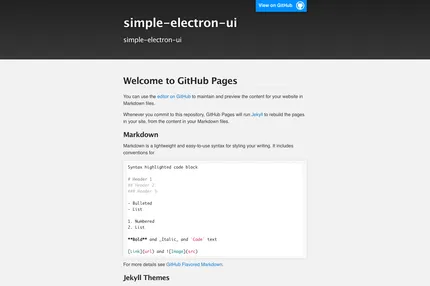 View on GitHub
simple-electron-ui
simple-electron-ui
Welcome to GitHub Pages
You can use the editor on GitHub to maintain and preview the content for your website in
Markdown files.
Whenever you commit to this repository, GitHub Pages will run Jekyll to rebuild the pages
in your site, from the content in your Markdown files.
Markdown
Markdown is a lightweight and easy-to-use syntax for styling your writing. It includes
conventions for
Syntax highlighted code block
# Header 1
## Header 2
### Header 3
- Bulleted
- List
1. Numbered
2. List
**Bold** and _Italic_ and `Code` text
[Link](url) and ![Image](src)
For more details see GitHub Flavored Markdown.
Jekyll Themes